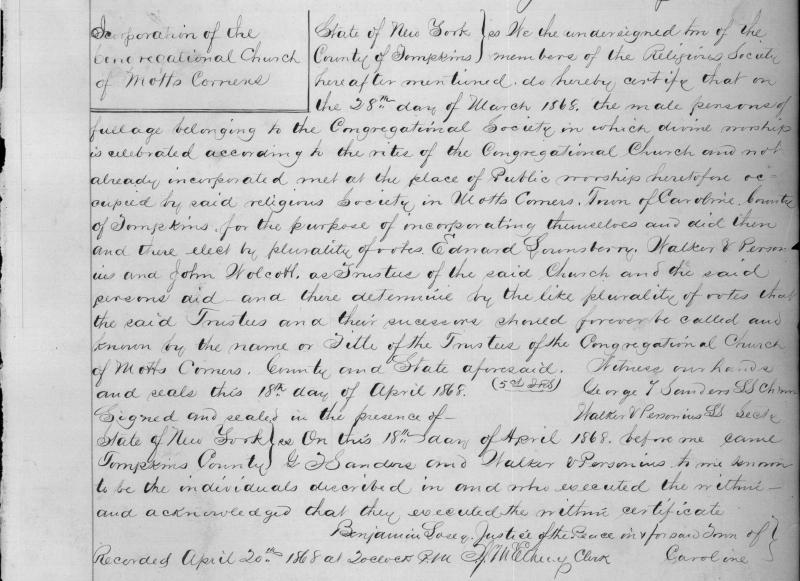 Icorporation of the
Congregational Church
of Motts Corners
State of New York } ss We the undersigned two of the
County of Tompkins } members of the Religious Society
hereafter mentioned. do hereby certify that on
the 28th day of March 1868. the male persons of
full age belonging to the Congregational Society in which divine worship
is celebrated according to the rites of the Congregational Church and not
already incorporated met at the place of Public worship heretofore oc-
cupied by said religious Society in Motts Corners. Town of Caroline. County
of Tompkins. for the purpose of incorporating themselves and did then
and there elect by plurality of votes. Edward Lounsberry. Walker V Person
ius and John Wolcott. as Trustees of the said Church and the said
persons did and there determine by the like plurality of votes that
the said Trustees and their sucessors should forever be called and
known by the name or Title of the Trustees of the Congregational Church
of Motts Corners. County and State aforesaid. Witness our hands
and seals this 18th day of April 1868. (5ct IRS) George T Sanders LS Chrmn
Signed and sealed in the presence of— Walker V Personius LS Secty
State of New York } ss On this 18th day of April 1868. before me came
Tompkins County } G T Sanders and Walker V Personius. to me known
to be the individuals discribed in and who executed the within—
and acknowledged that they executed the within certificate
Benjamin Losey. Justice of the Peace in & for said Town of }
Recorded April 20th 1868 at 2 oclock P.M Clerk Caroline